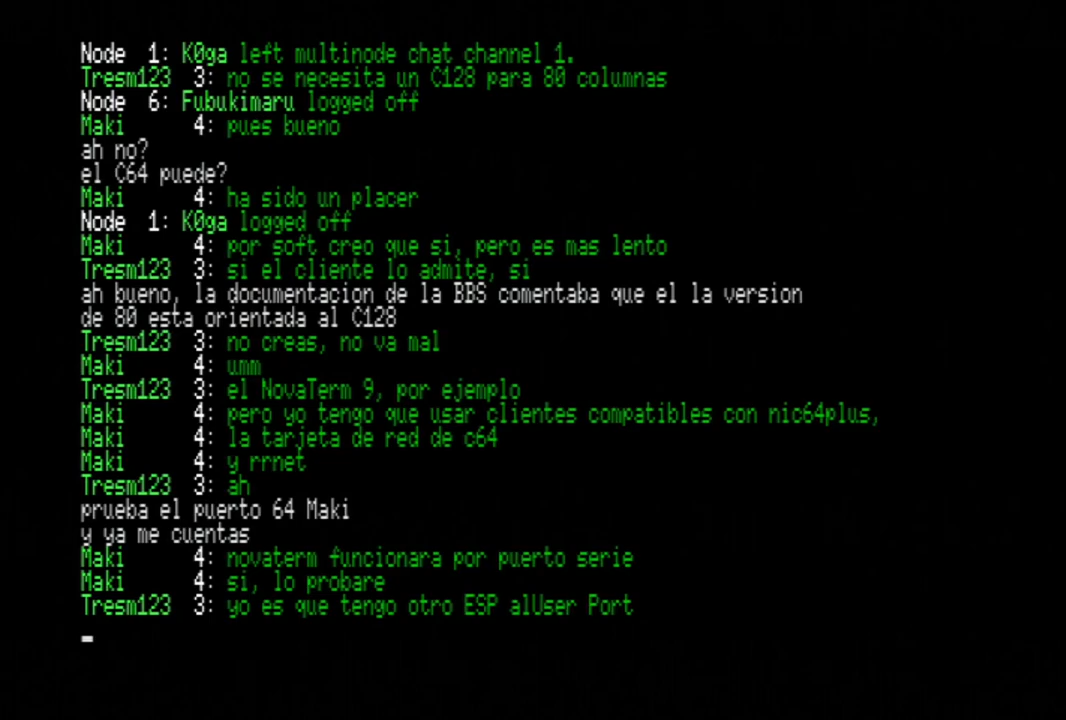 Node  1: K0ga left multinode chat channel 1.
Tresm123  3: no se necesita un C128 para 80 columnas
Node  6: Fubukimaru logged off
Maki      4: pues bueno
ah no?
el C64 puede?
Maki      4: ha sido un placer
Node  1: K0ga logged off
Maki      4: por soft creo que si, pero es mas lento
Tresm123  3: si el cliente lo admite, si
ah bueno, la documentacion de la BBS comentaba que el la version
de 80 esta orientada al C128
Tresm123  3: no creas, no va mal
Maki      4: umm
Tresm123  3: el NovaTerm 9, por ejemplo
Maki      4: pero yo tengo que usar clientes compatibles con nic64plus,
Maki      4: la tarjeta de red de c64
Maki      4: y rrnet
Tresm123  3: ah
prueba el puerto 64 Maki
y ya me cuentas
Maki      4: novaterm funcionara por puerto serie
Maki      4: si, lo probare
Tresm123  3: yo es que tengo otro ESP alUser Port